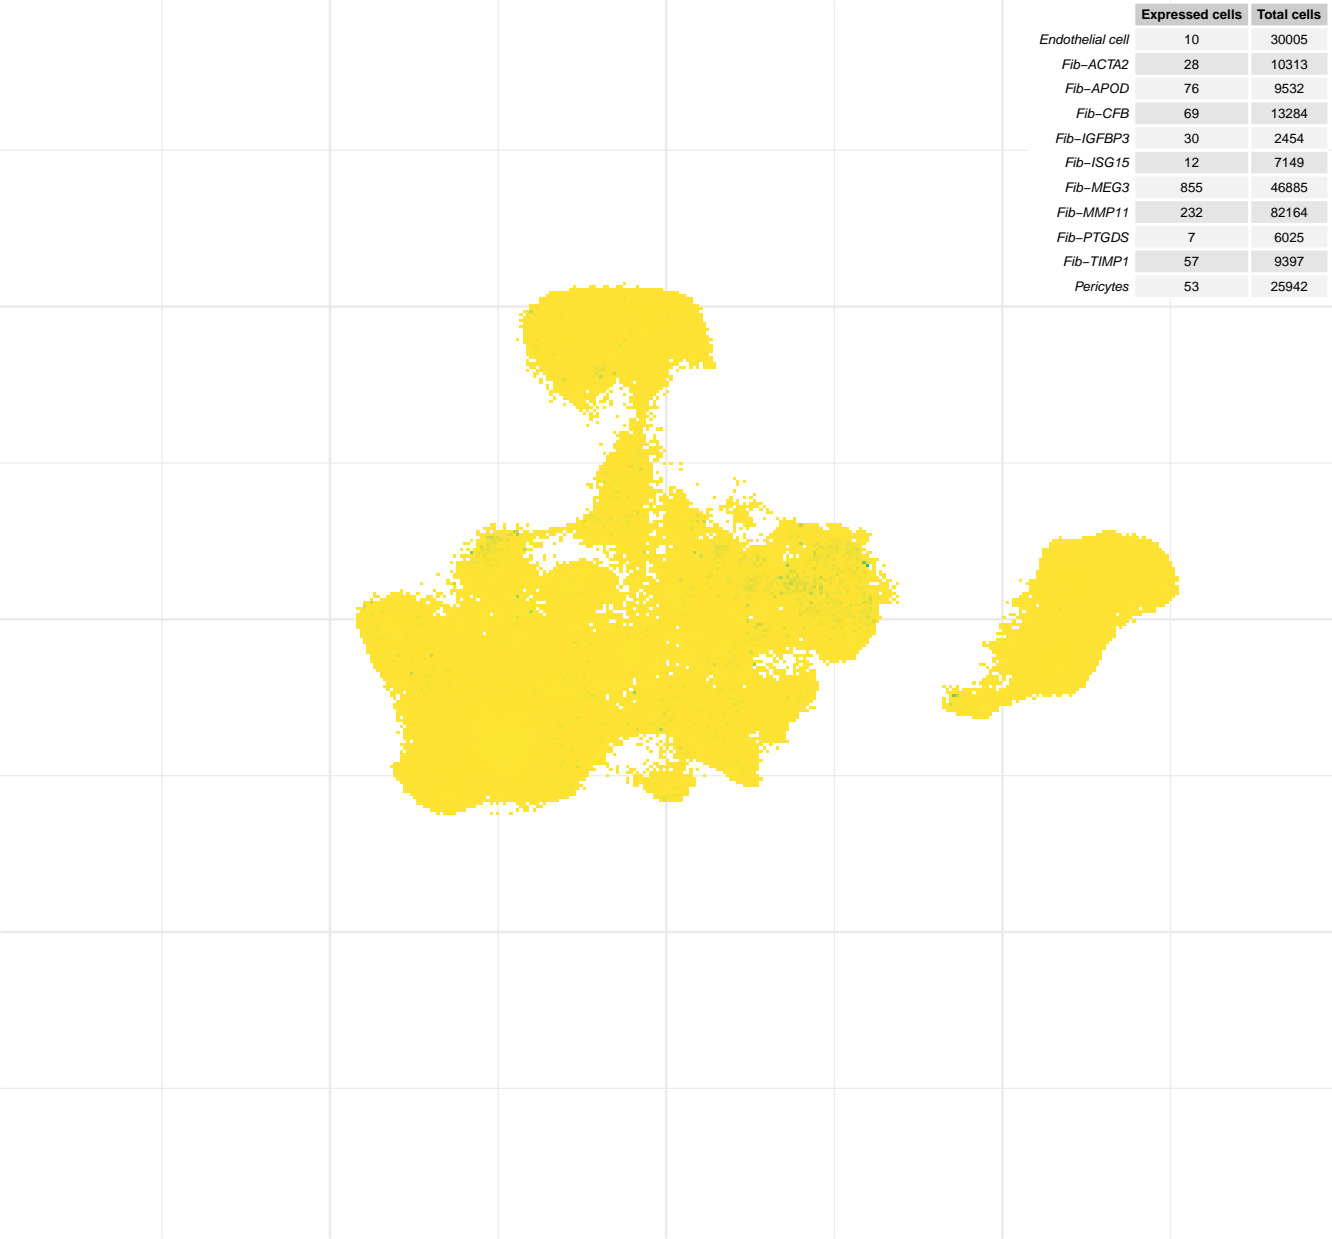 Expressed cells Total cells
Endothelial cell 10 30005
Fib−ACTA2 28 10313
Fib−APOD 76 9532
Fib−CFB 69 13284
Fib−IGFBP3 30 2454
Fib−ISG15 12 7149
Fib−MEG3 855 46885
Fib−MMP11 232 82164
Fib−PTGDS 7 6025
Fib−TIMP1 57 9397
Pericytes 53 25942